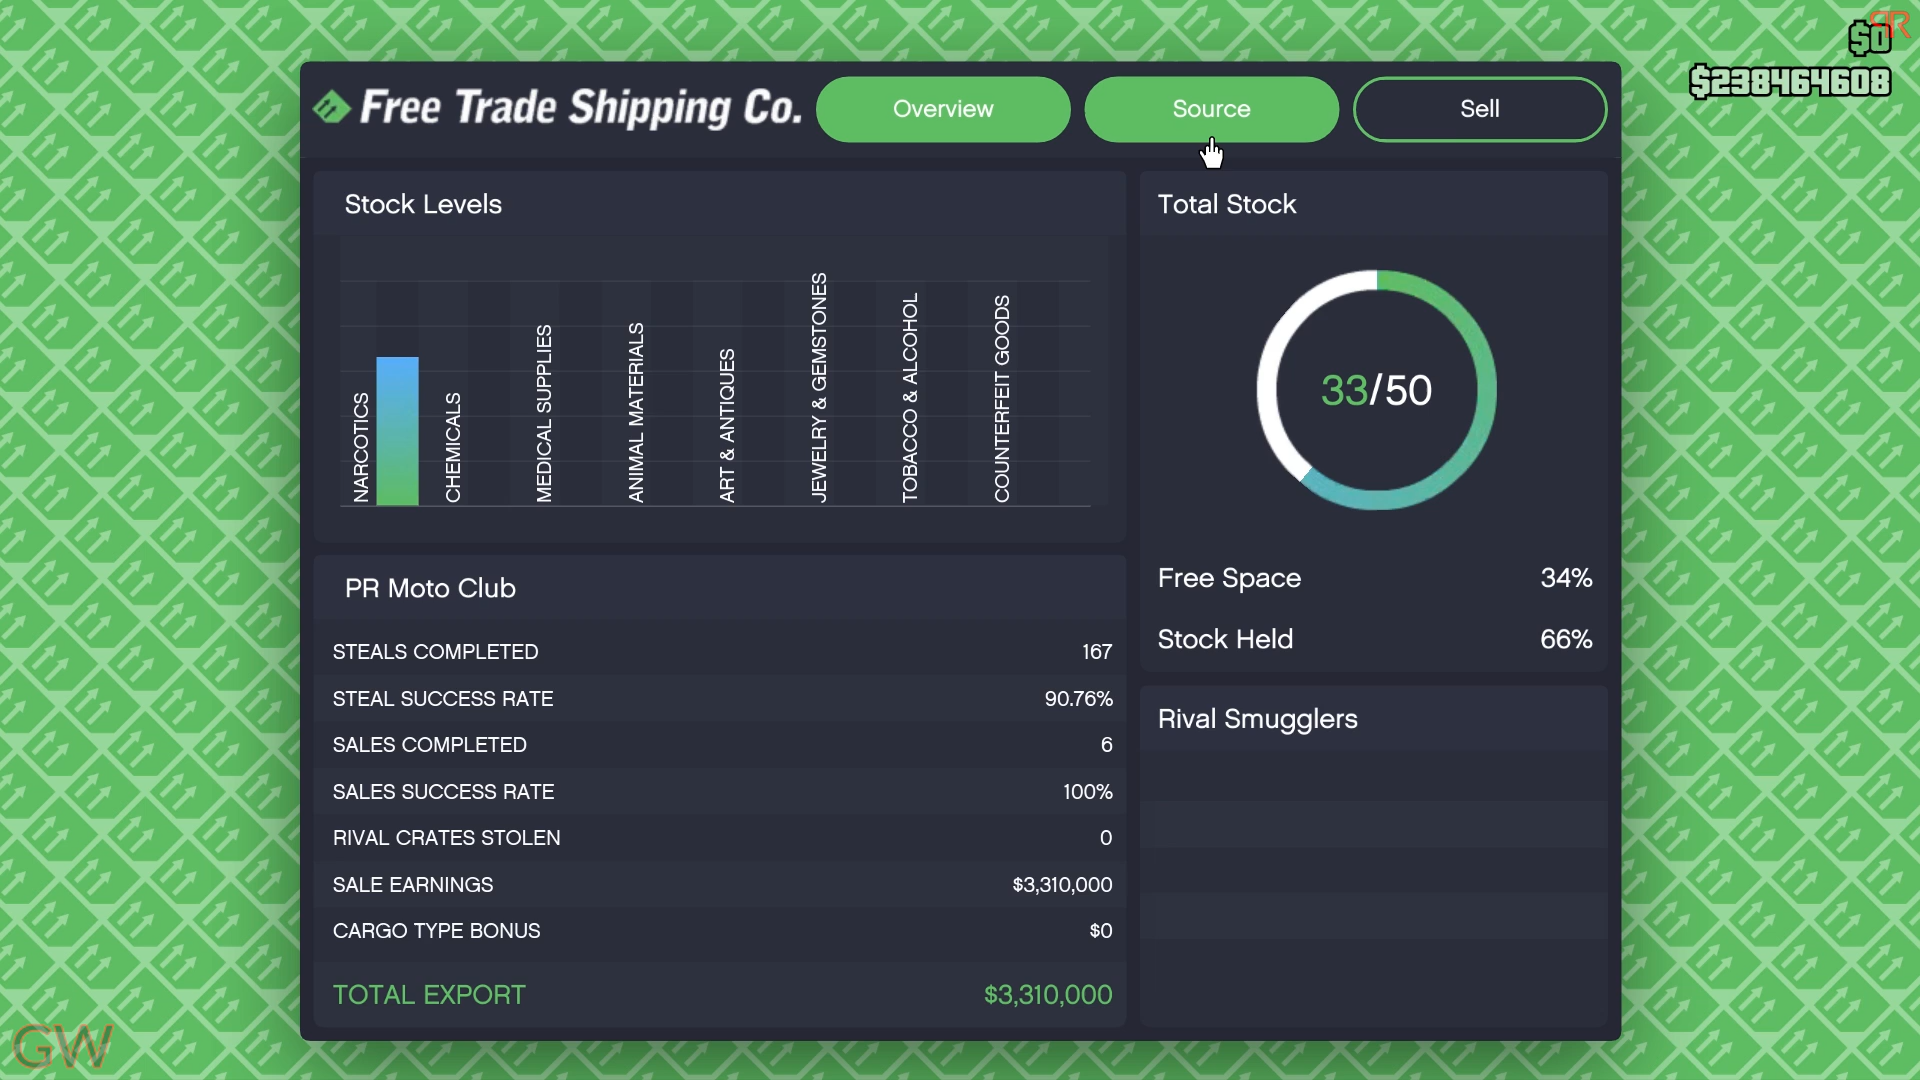 RR
$0
$238464608
Free Trade Shipping Co.
Overview
Source
Sell
Stock Levels
NARCOTICS
CHEMICALS
MEDICAL SUPPLIES
ANIMAL MATERIALS
ART & ANTIQUES
JEWELRY & GEMSTONES
TOBACCO & ALCOHOL
COUNTERFEIT GOODS
Total Stock
33/50
Free Space 34%
Stock Held 66%
PR Moto Club
STEALS COMPLETED 167
STEAL SUCCESS RATE 90.76%
SALES COMPLETED 6
SALES SUCCESS RATE 100%
RIVAL CRATES STOLEN 0
SALE EARNINGS $3,310,000
CARGO TYPE BONUS $0
TOTAL EXPORT $3,310,000
Rival Smugglers
GW